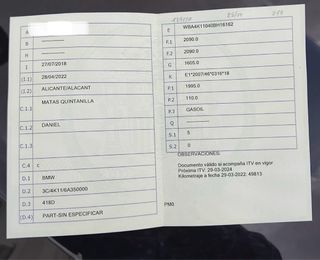 A
B
H
I 27/07/2018
(I.1) 28/04/2022
(I.2) ALICANTE/ALACANT
C.1.1 MATAS QUINTANILLA
C.1.2 DANIEL
C.1.3
C.4 c
D.1 BMW
D.2 3C/4K11/6A350000
D.3 418D
(D.4) PART-SIN ESPECIFICAR
E WBA4K11040BH16162
F.1 2090.0
F.2 2090.0
G 1605.0
K E1*2007/46*0316*18
P.1 1995.0
P.2 110.0
P.3 GASOIL
Q
S.1 5
S.2 0
OBSERVACIONES:
Documento válido si acompaña ITV en vigor
Próxima ITV: 29-03-2024
Kilometraje a fecha 29-03-2022: 49813
PM0